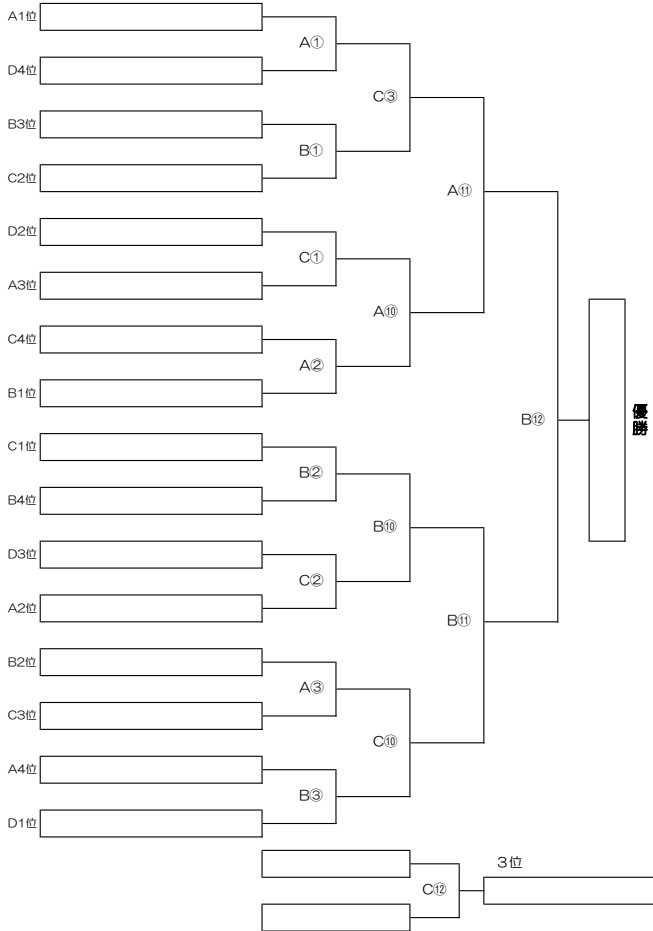 A1位
A①
D4位
C③
B3位
B①
C2位
A⑪
D2位
C①
A3位
A⑩
C4位
A②
B1位
B⑫
優勝
C1位
B②
B4位
B⑩
D3位
C②
A2位
B⑪
B2位
A③
C3位
C⑩
A4位
B③
D1位
3位
C⑫